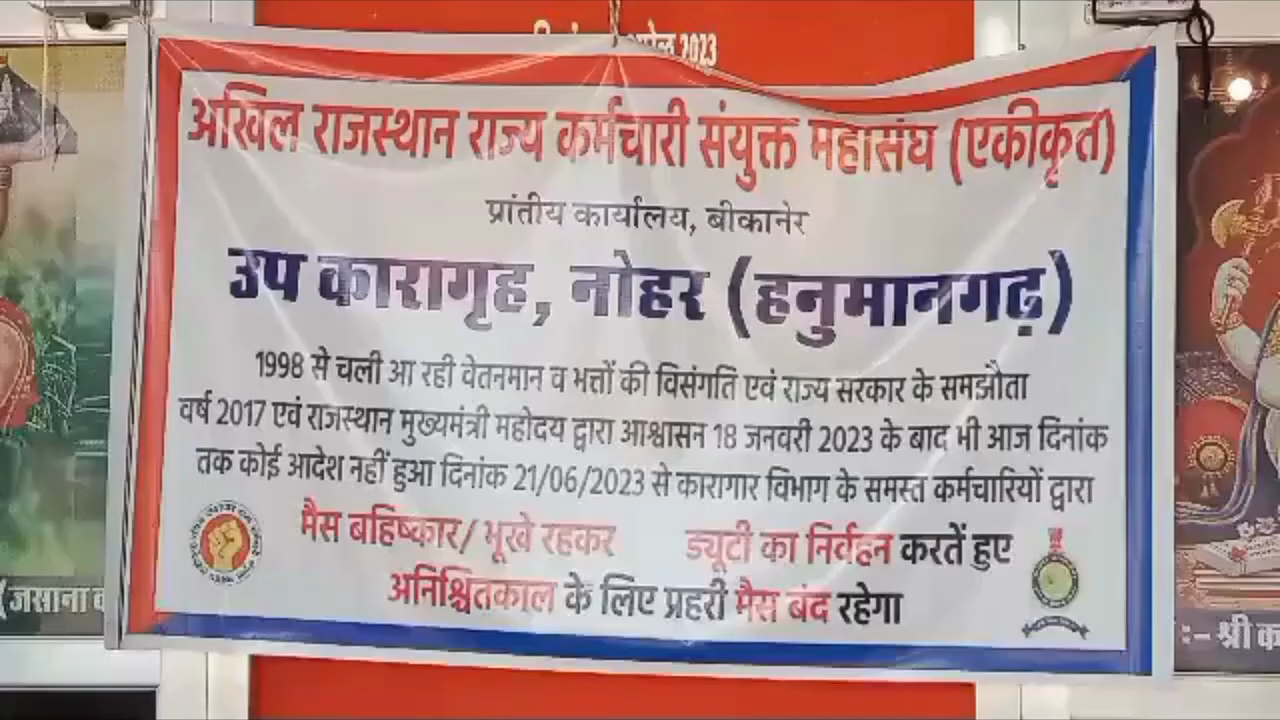 2023
अखिल राजस्थान राज्य कर्मचारी संयुक्त महासंघ (एकीकृत)
प्रांतीय कार्यालय, बीकानेर
उप कारागृह, नोहर (हनुमानगढ़)
1998 से चली आ रही वेतनमान व भत्तों की विसंगति एवं राज्य सरकार के समझौता
वर्ष 2017 एवं राजस्थान मुख्यमंत्री महोदय द्वारा आश्वासन 18 जनवरी 2023 के बाद भी आज दिनांक
तक कोई आदेश नहीं हुआ दिनांक 21/06/2023 से कारागार विभाग के समस्त कर्मचारियों द्वारा
मैस बहिष्कार/ भूखे रहकर ड्यूटी का निर्वहन करतें हुए
अनिश्चितकाल के लिए प्रहरी मैस बंद रहेगा
(जसाना
:– श्री